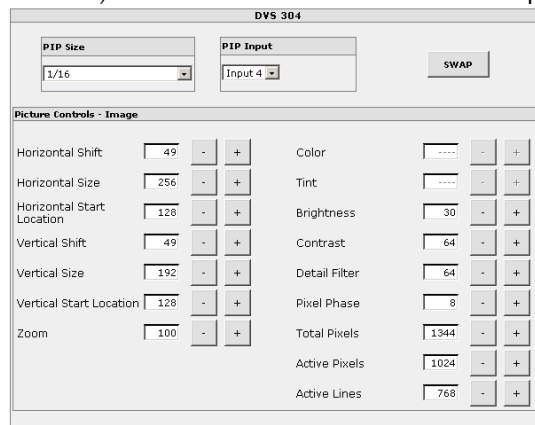 DVS 304
PIP Size
PIP Input
1/16
Input 4
SWAP
Picture Controls - Image
Horizontal Shift 49 - +
Color ---- - +
Horizontal Size 256 - +
Tint ---- - +
Horizontal Start
Location 128 - +
Brightness 30 - +
Vertical Shift 49 - +
Contrast 64 - +
Vertical Size 192 - +
Detail Filter 64 - +
Vertical Start Location 128 - +
Pixel Phase 8 - +
Zoom 100 - +
Total Pixels 1344 - +
Active Pixels 1024 - +
Active Lines 768 - +